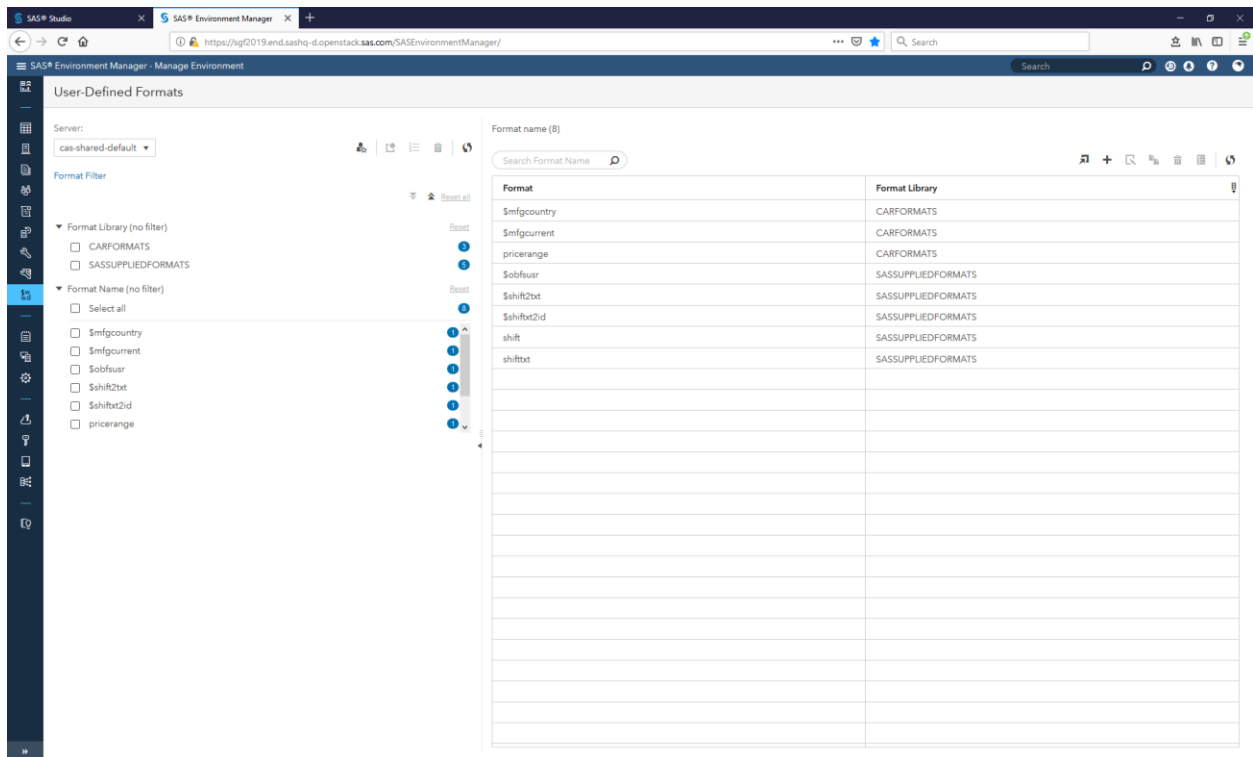 SAS® Studio
SAS® Environment Manager
https://sgf2019.end.sashq-d.openstack.sas.com/SASEnvironmentManager/
Search
SAS® Environment Manager - Manage Environment
Search
User-Defined Formats
Server:
cas-shared-default
Format Filter
Reset all
Format Library (no filter) Reset
CARFORMATS 3
SASSUPPLIEDFORMATS 5
Format Name (no filter) Reset
Select all 8
$mfgcountry 1
$mfgcurrent 1
$obfsusr 1
$shift2txt 1
$shiftxt2id 1
pricerange 1
Format name (8)
Search Format Name
Format Format Library
$mfgcountry CARFORMATS
$mfgcurrent CARFORMATS
pricerange CARFORMATS
$obfsusr SASSUPPLIEDFORMATS
$shift2txt SASSUPPLIEDFORMATS
$shiftxt2id SASSUPPLIEDFORMATS
shift SASSUPPLIEDFORMATS
shifttxt SASSUPPLIEDFORMATS